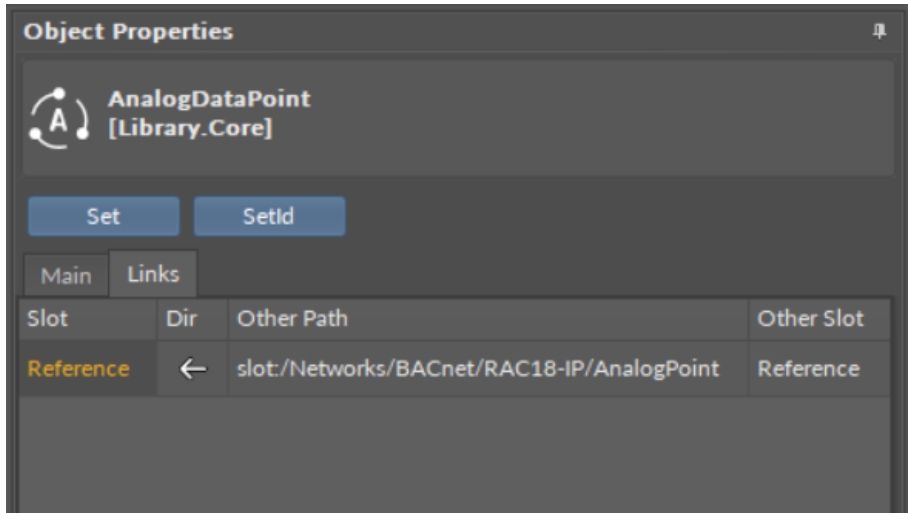 Object Properties
A
AnalogDataPoint
[Library.Core]
Set SetId
Main Links
Slot Dir Other Path Other Slot
Reference ← slot:/Networks/BACnet/RAC18-IP/AnalogPoint Reference